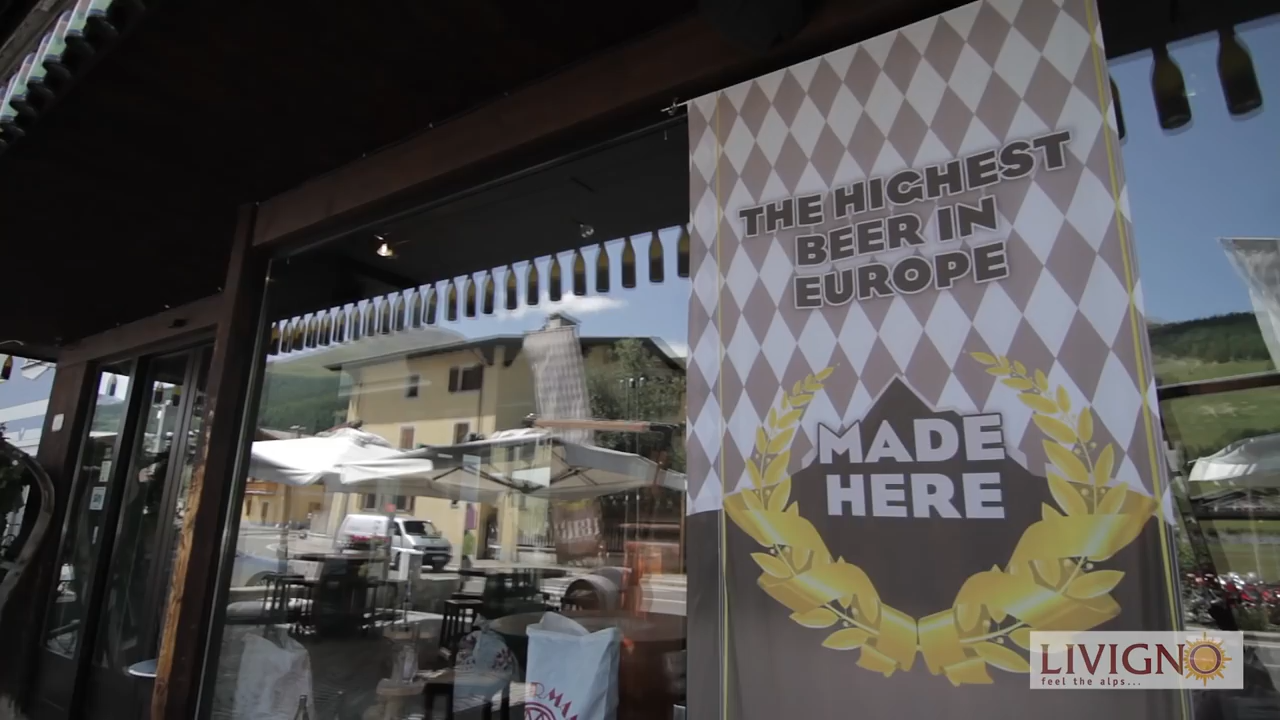 THE HIGHEST
BEER IN
EUROPE
MADE
HERE
LIVIGNO
feel the alps...